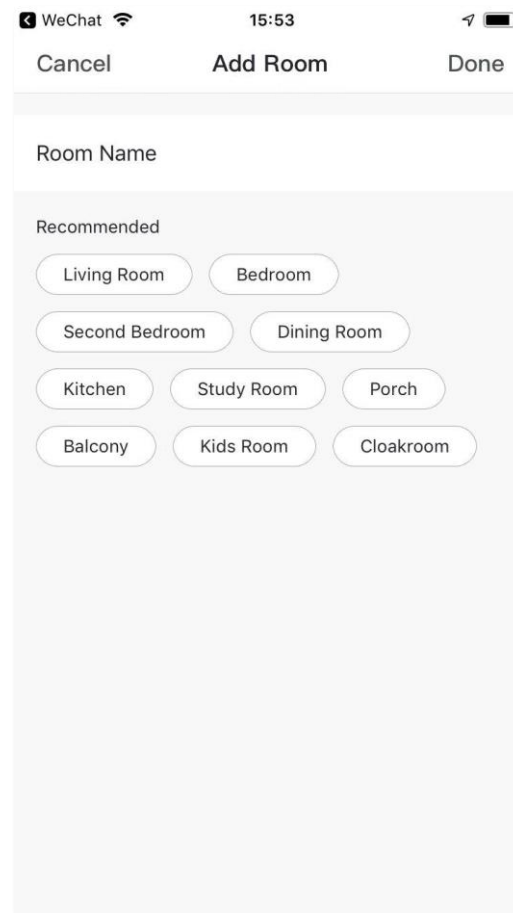 WeChat 15:53
Cancel Add Room Done
Room Name
Recommended
Living Room Bedroom
Second Bedroom Dining Room
Kitchen Study Room Porch
Balcony Kids Room Cloakroom